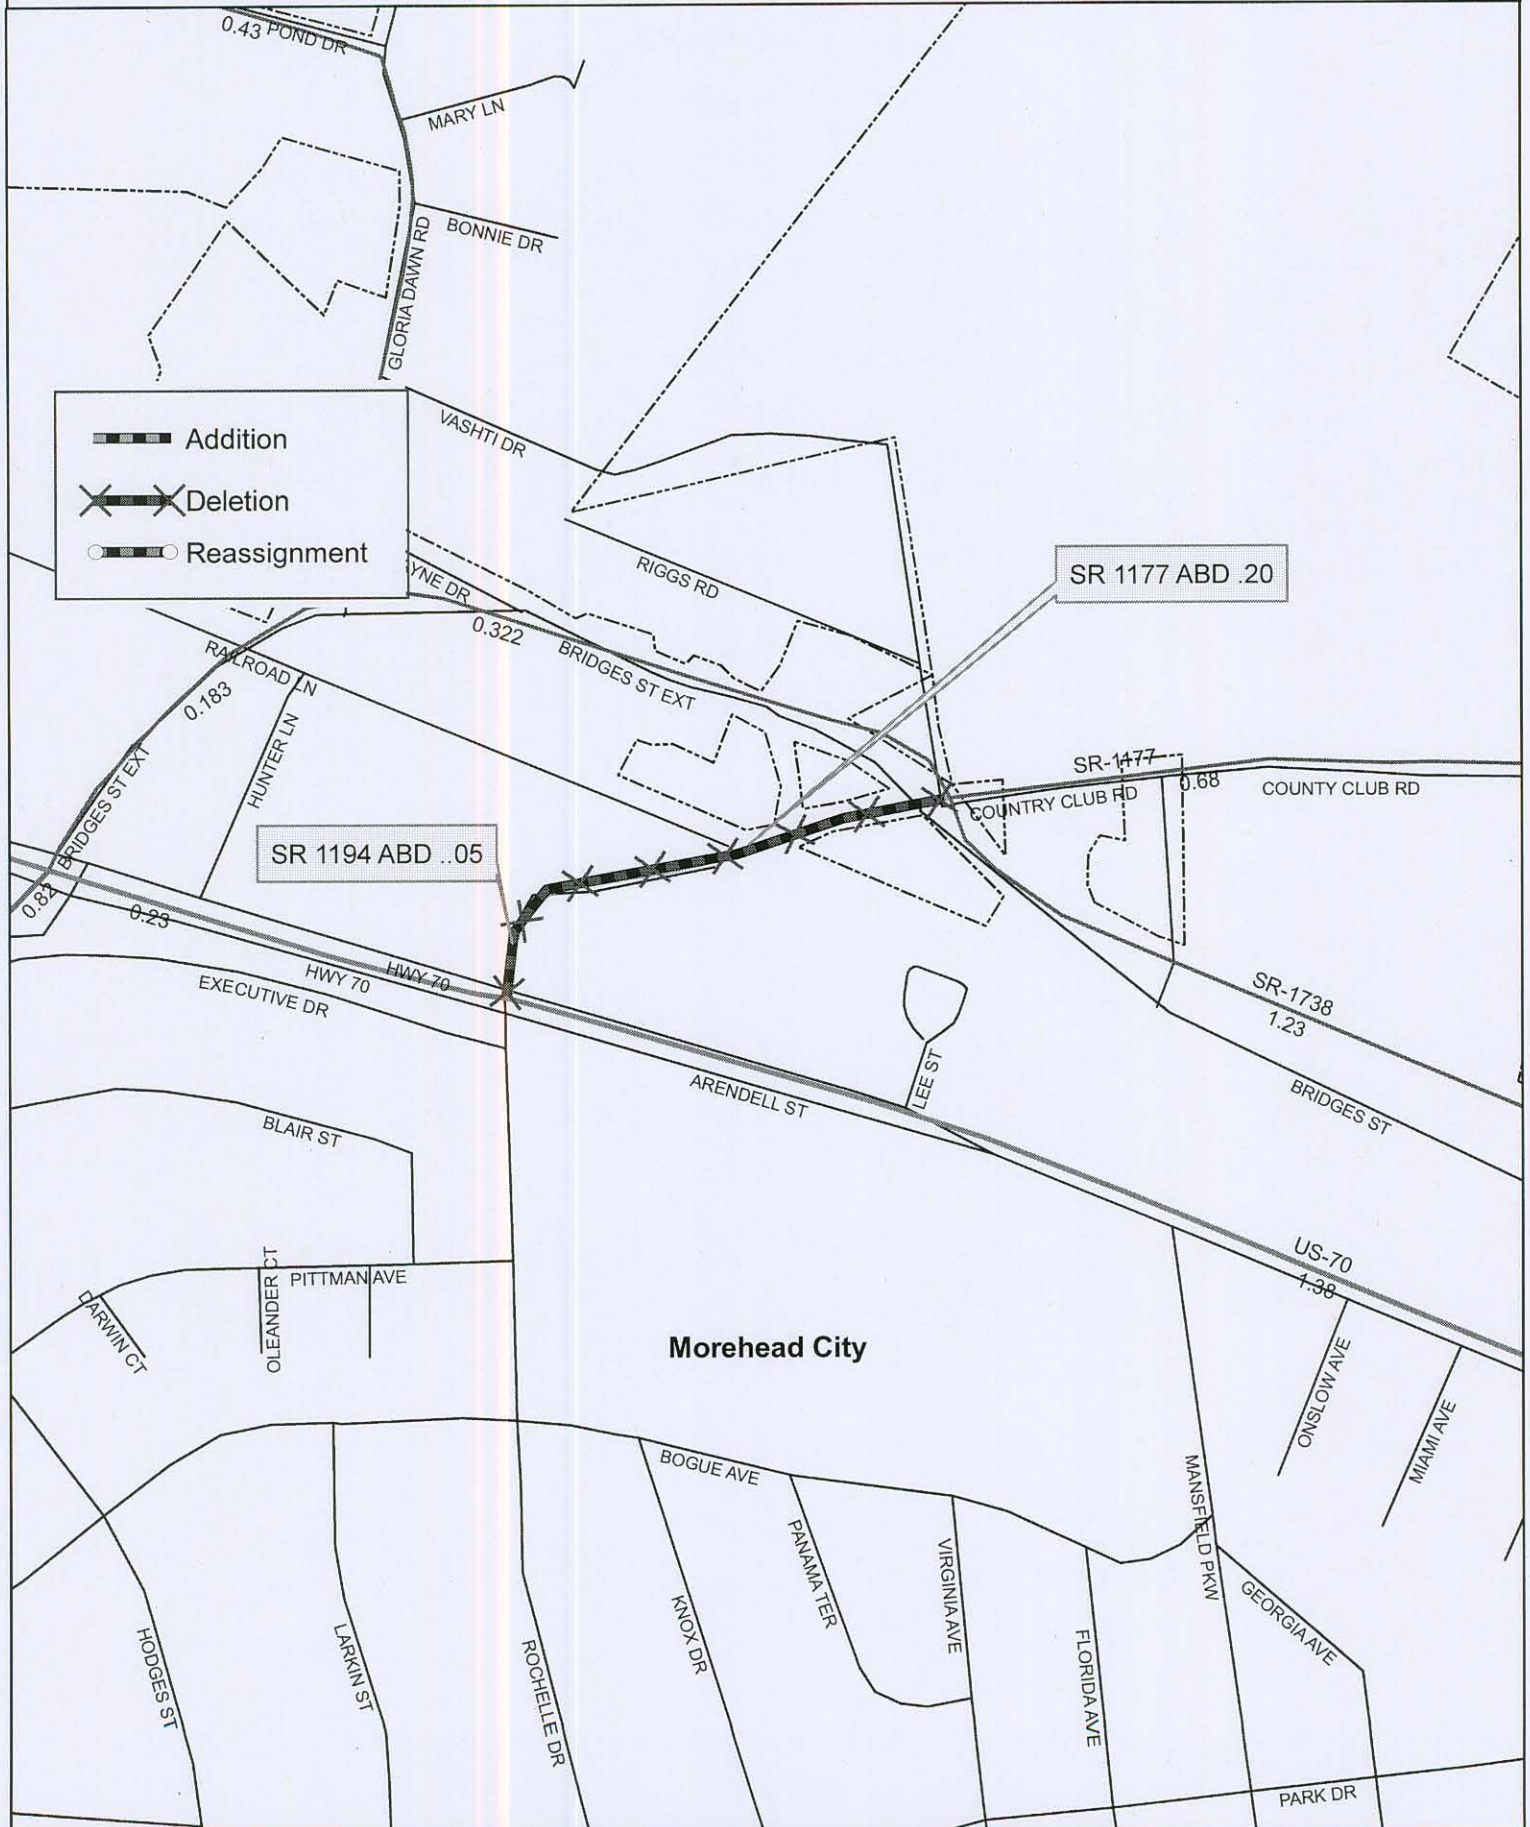 0.43 POND DR
MARY LN
BONNIE DR
GLORIA DAWN RD
Addition
Deletion
Reassignment
VASHTI DR
RIGGS RD
SR 1177 ABD .20
YNE DR
0.322
BRIDGES ST EXT
RAILROAD LN
0.183
HUNTER LN
BRIDGES ST EXT
SR-1177
0.68
COUNTRY CLUB RD
COUNTY CLUB RD
SR 1194 ABD ..05
0.82
0.23
HWY 70
HWY 70
EXECUTIVE DR
SR-1738
1.23
LEE ST
ARENDELL ST
BRIDGES ST
BLAIR ST
US-70
1.38
OLEANDER CT
PITTMAN AVE
DARWIN CT
Morehead City
ONSLOW AVE
MIAMI AVE
BOGUE AVE
MANSFIELD PKW
PANAMA TER
VIRGINIA AVE
GEORGIA AVE
KNOX DR
HODGES ST
LARKIN ST
ROCHELLE DR
FLORIDA AVE
PARK DR